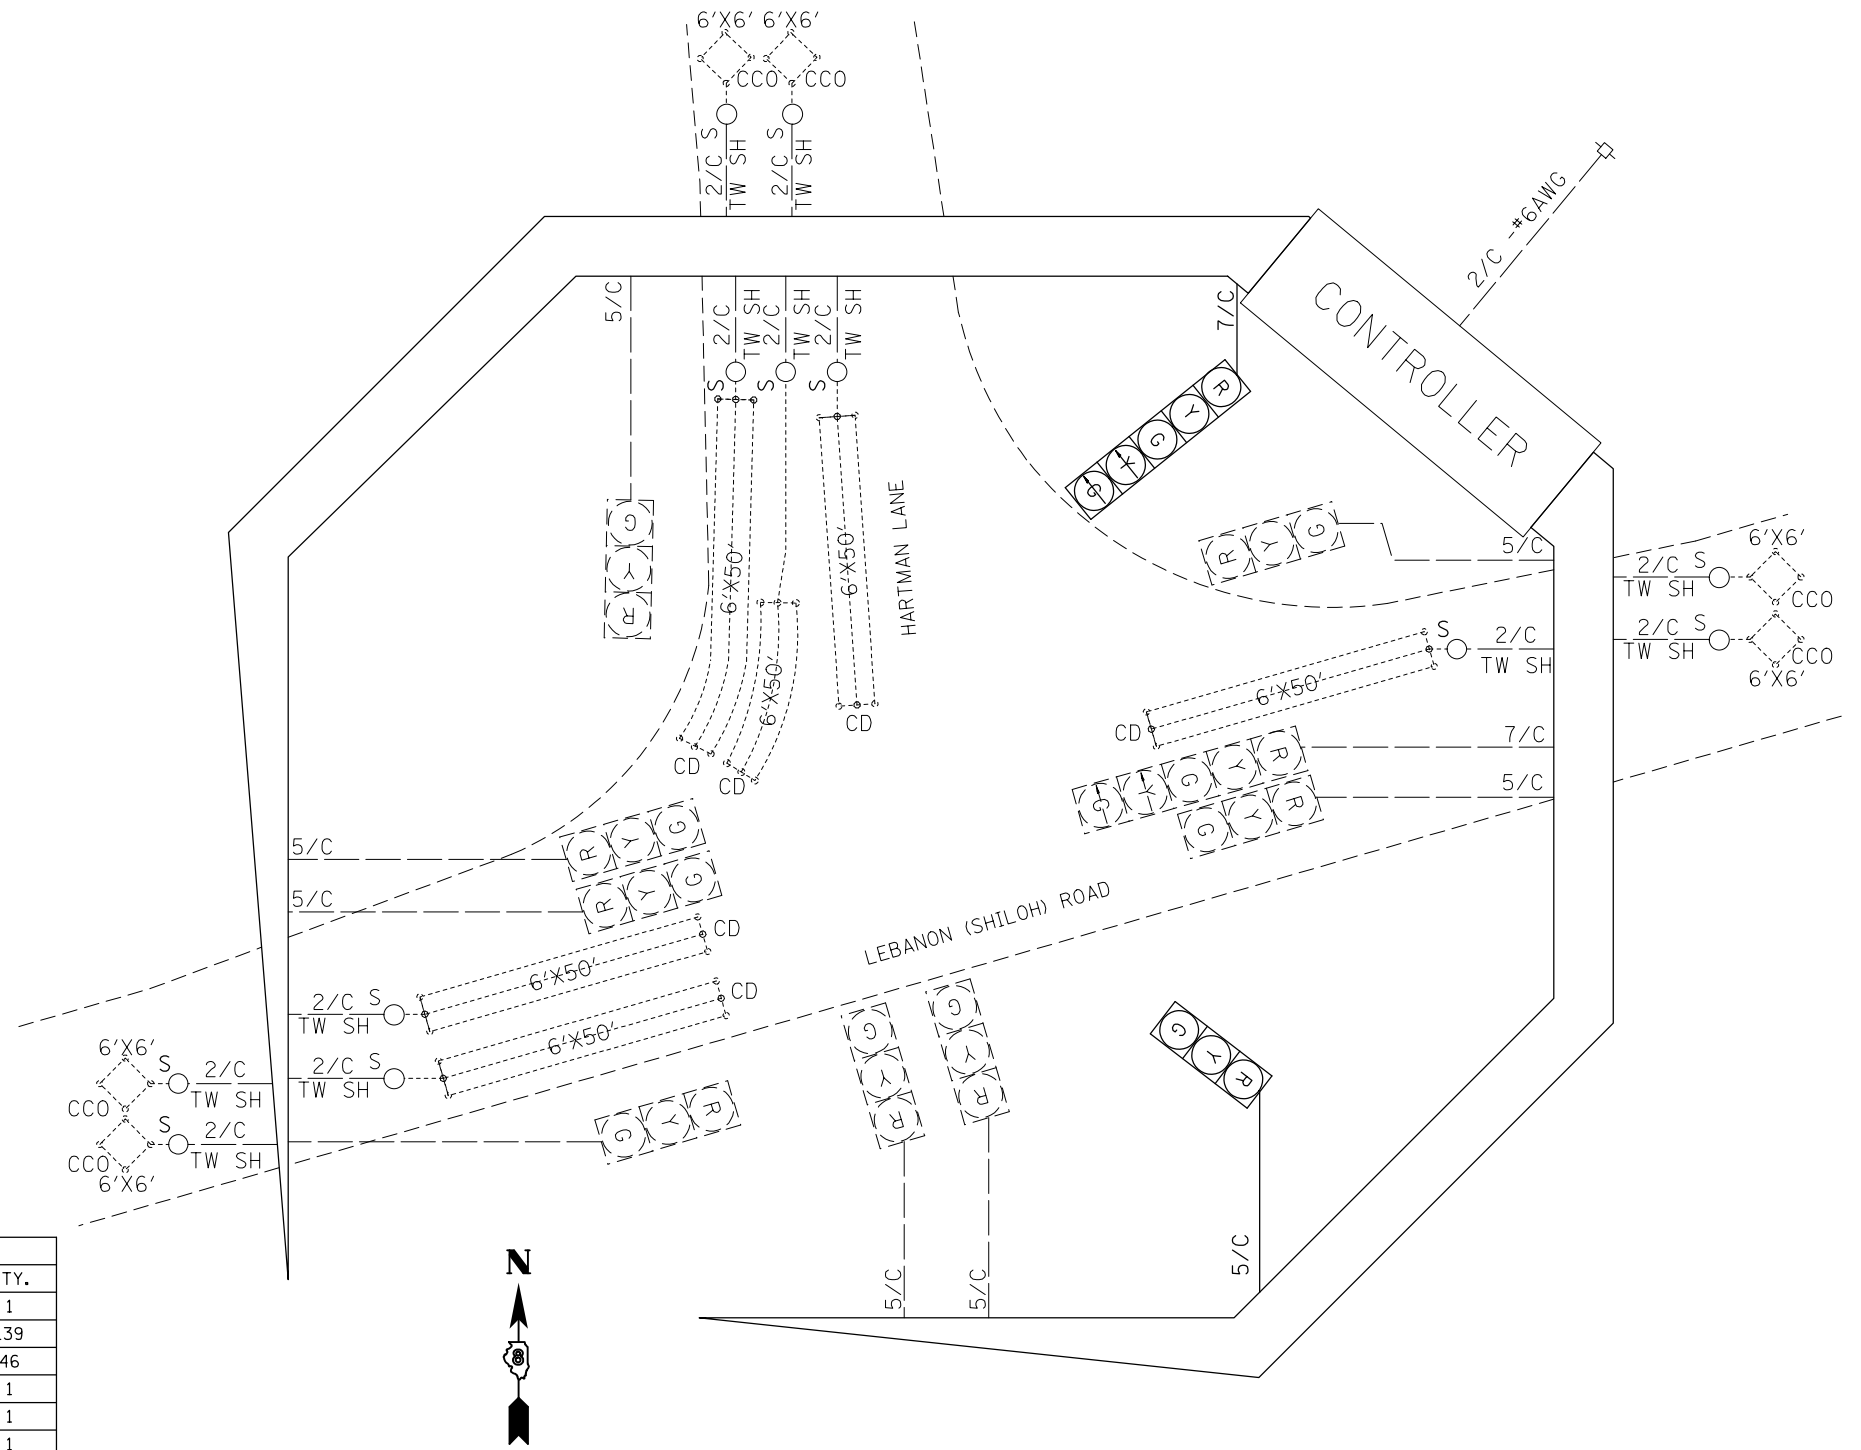 6'X6' 6'X6'
CCO CCO
S S
2/C 2/C
TW SH TW SH
2/C -#6AWG
CONTROLLER
5/C
2/C 2/C 2/C
TW SH TW SH TW SH
S S S
7/C
R Y G Y G
G Y R
6'X50' 6'X50'
HARTMAN LANE
6'X50'
CD CD CD
R Y G
5/C
6'X6'
2/C S
TW SH
CCO
2/C S
TW SH
CCO
6'X6'
S 2/C
TW SH
6'X50'
CD
7/C
G Y G Y R
5/C
G Y R
5/C
R Y G
5/C
R Y G
LEBANON (SHILOH) ROAD
6'X50' CD
2/C S
TW SH
6'X50' CD
2/C S
TW SH
6'X6'
S 2/C
TW SH
CCO
S 2/C
TW SH
CCO
6'X6'
G Y R
G Y R
G Y R
G Y R
5/C 5/C 5/C
TY.
1
39
46
1
1
1
N
8